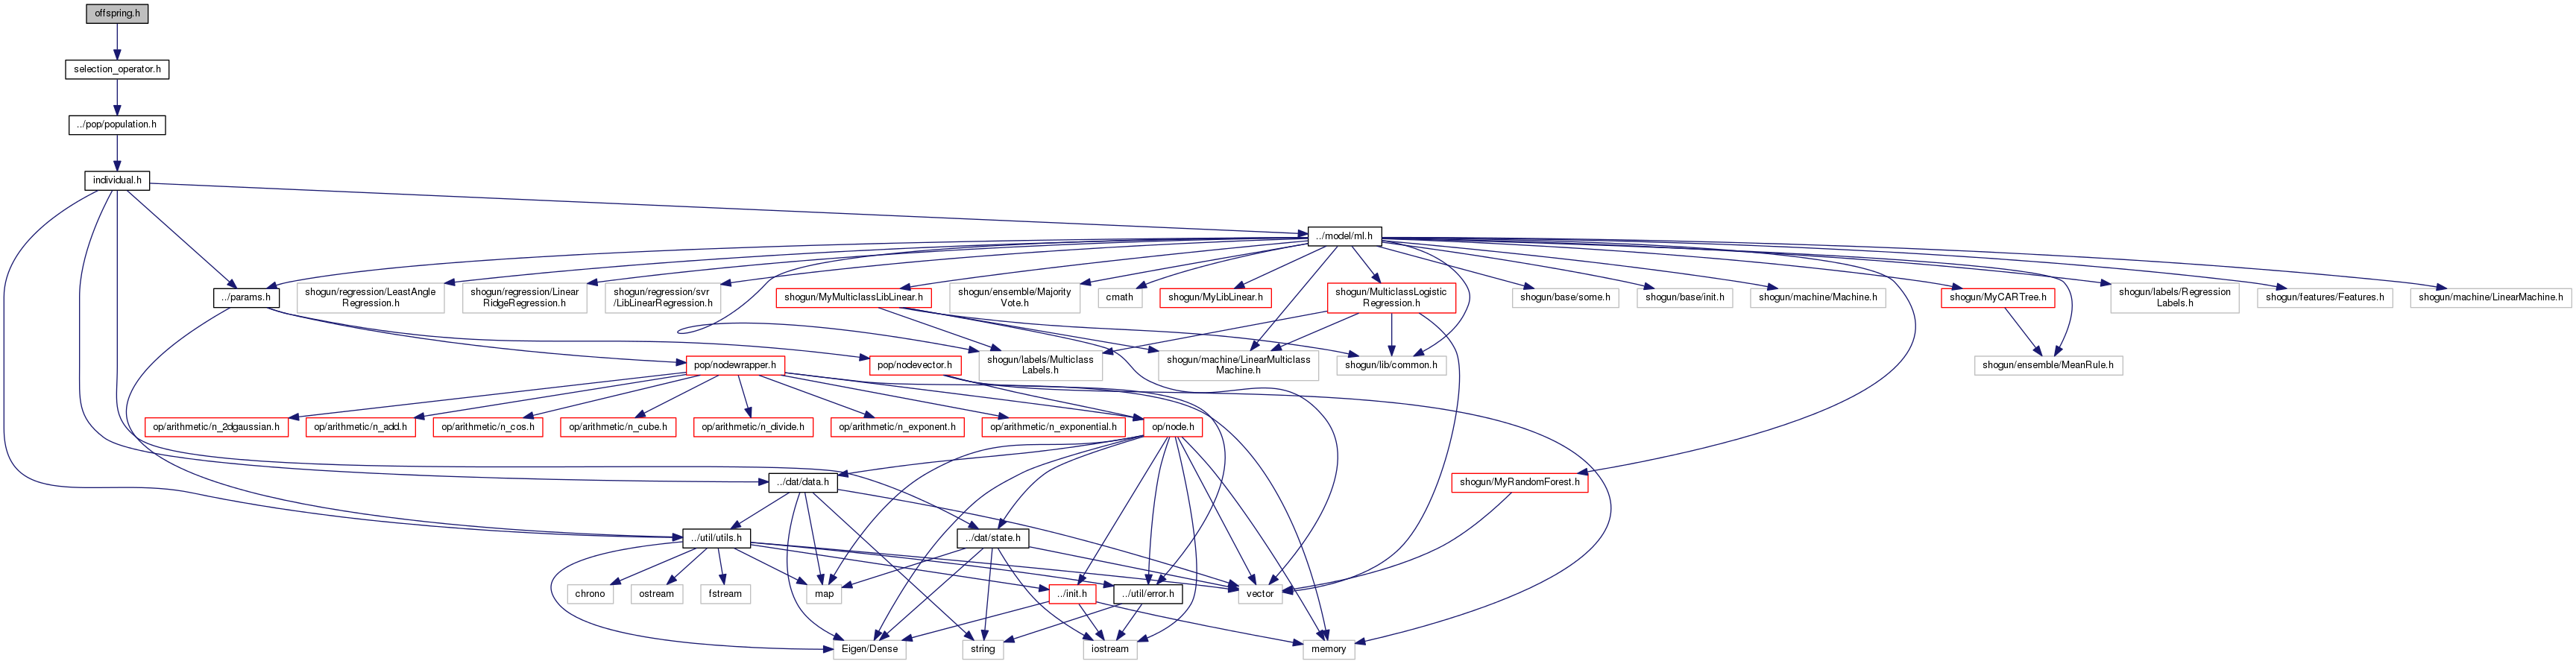 offspring.h
selection_operator.h
../pop/population.h
individual.h
../model/ml.h
../params.h
shogun/regression/LeastAngle
Regression.h
shogun/regression/Linear
RidgeRegression.h
shogun/regression/svr
/LibLinearRegression.h
shogun/MyMulticlassLibLinear.h
shogun/ensemble/Majority
Vote.h
cmath
shogun/MyLibLinear.h
shogun/MulticlassLogistic
Regression.h
shogun/base/some.h
shogun/base/init.h
shogun/machine/Machine.h
shogun/MyCARTree.h
shogun/labels/Regression
Labels.h
shogun/features/Features.h
shogun/machine/LinearMachine.h
pop/nodewrapper.h
pop/nodevector.h
shogun/labels/Multiclass
Labels.h
shogun/machine/LinearMulticlass
Machine.h
shogun/lib/common.h
shogun/ensemble/MeanRule.h
op/arithmetic/n_2dgaussian.h
op/arithmetic/n_add.h
op/arithmetic/n_cos.h
op/arithmetic/n_cube.h
op/arithmetic/n_divide.h
op/arithmetic/n_exponent.h
op/arithmetic/n_exponential.h
op/node.h
../dat/data.h
shogun/MyRandomForest.h
../util/utils.h
../dat/state.h
chrono
ostream
fstream
map
../init.h
../util/error.h
vector
Eigen/Dense
string
iostream
memory